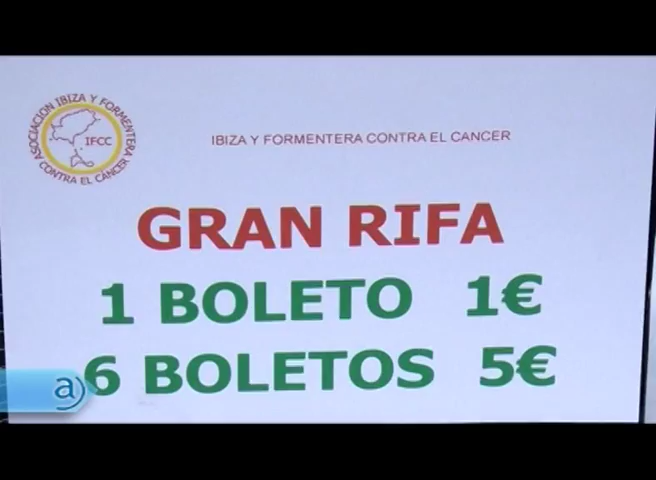 ASOCIACION IBIZA Y FORMENTERA
CONTRA EL CANCER
IFCC
IBIZA Y FORMENTERA CONTRA EL CANCER
GRAN RIFA
1 BOLETO 1€
6 BOLETOS 5€
a)